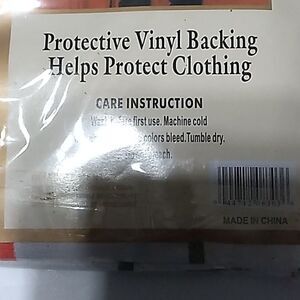 Protective Vinyl Backing
Helps Protect Clothing
CARE INSTRUCTION
first use. Machine cold
colors bleed.Tumble dry.
MADE IN CHINA